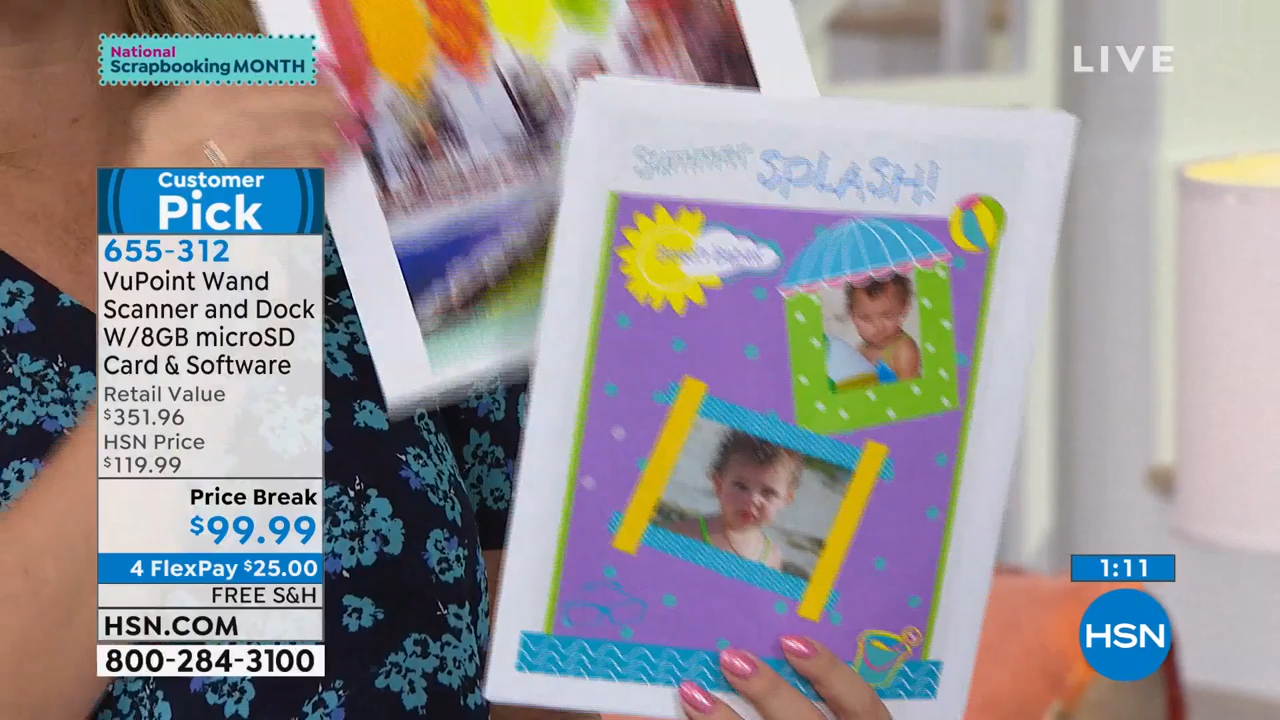 National
Scrapbooking MONTH
LIVE
Customer
Pick
655-312
VuPoint Wand
Scanner and Dock
W/8GB microSD
Card & Software
Retail Value
$351.96
HSN Price
$119.99
Price Break
$99.99
4 FlexPay $25.00
FREE S&H
HSN.COM
800-284-3100
SUMMER SPLASH!
1:11
HSN